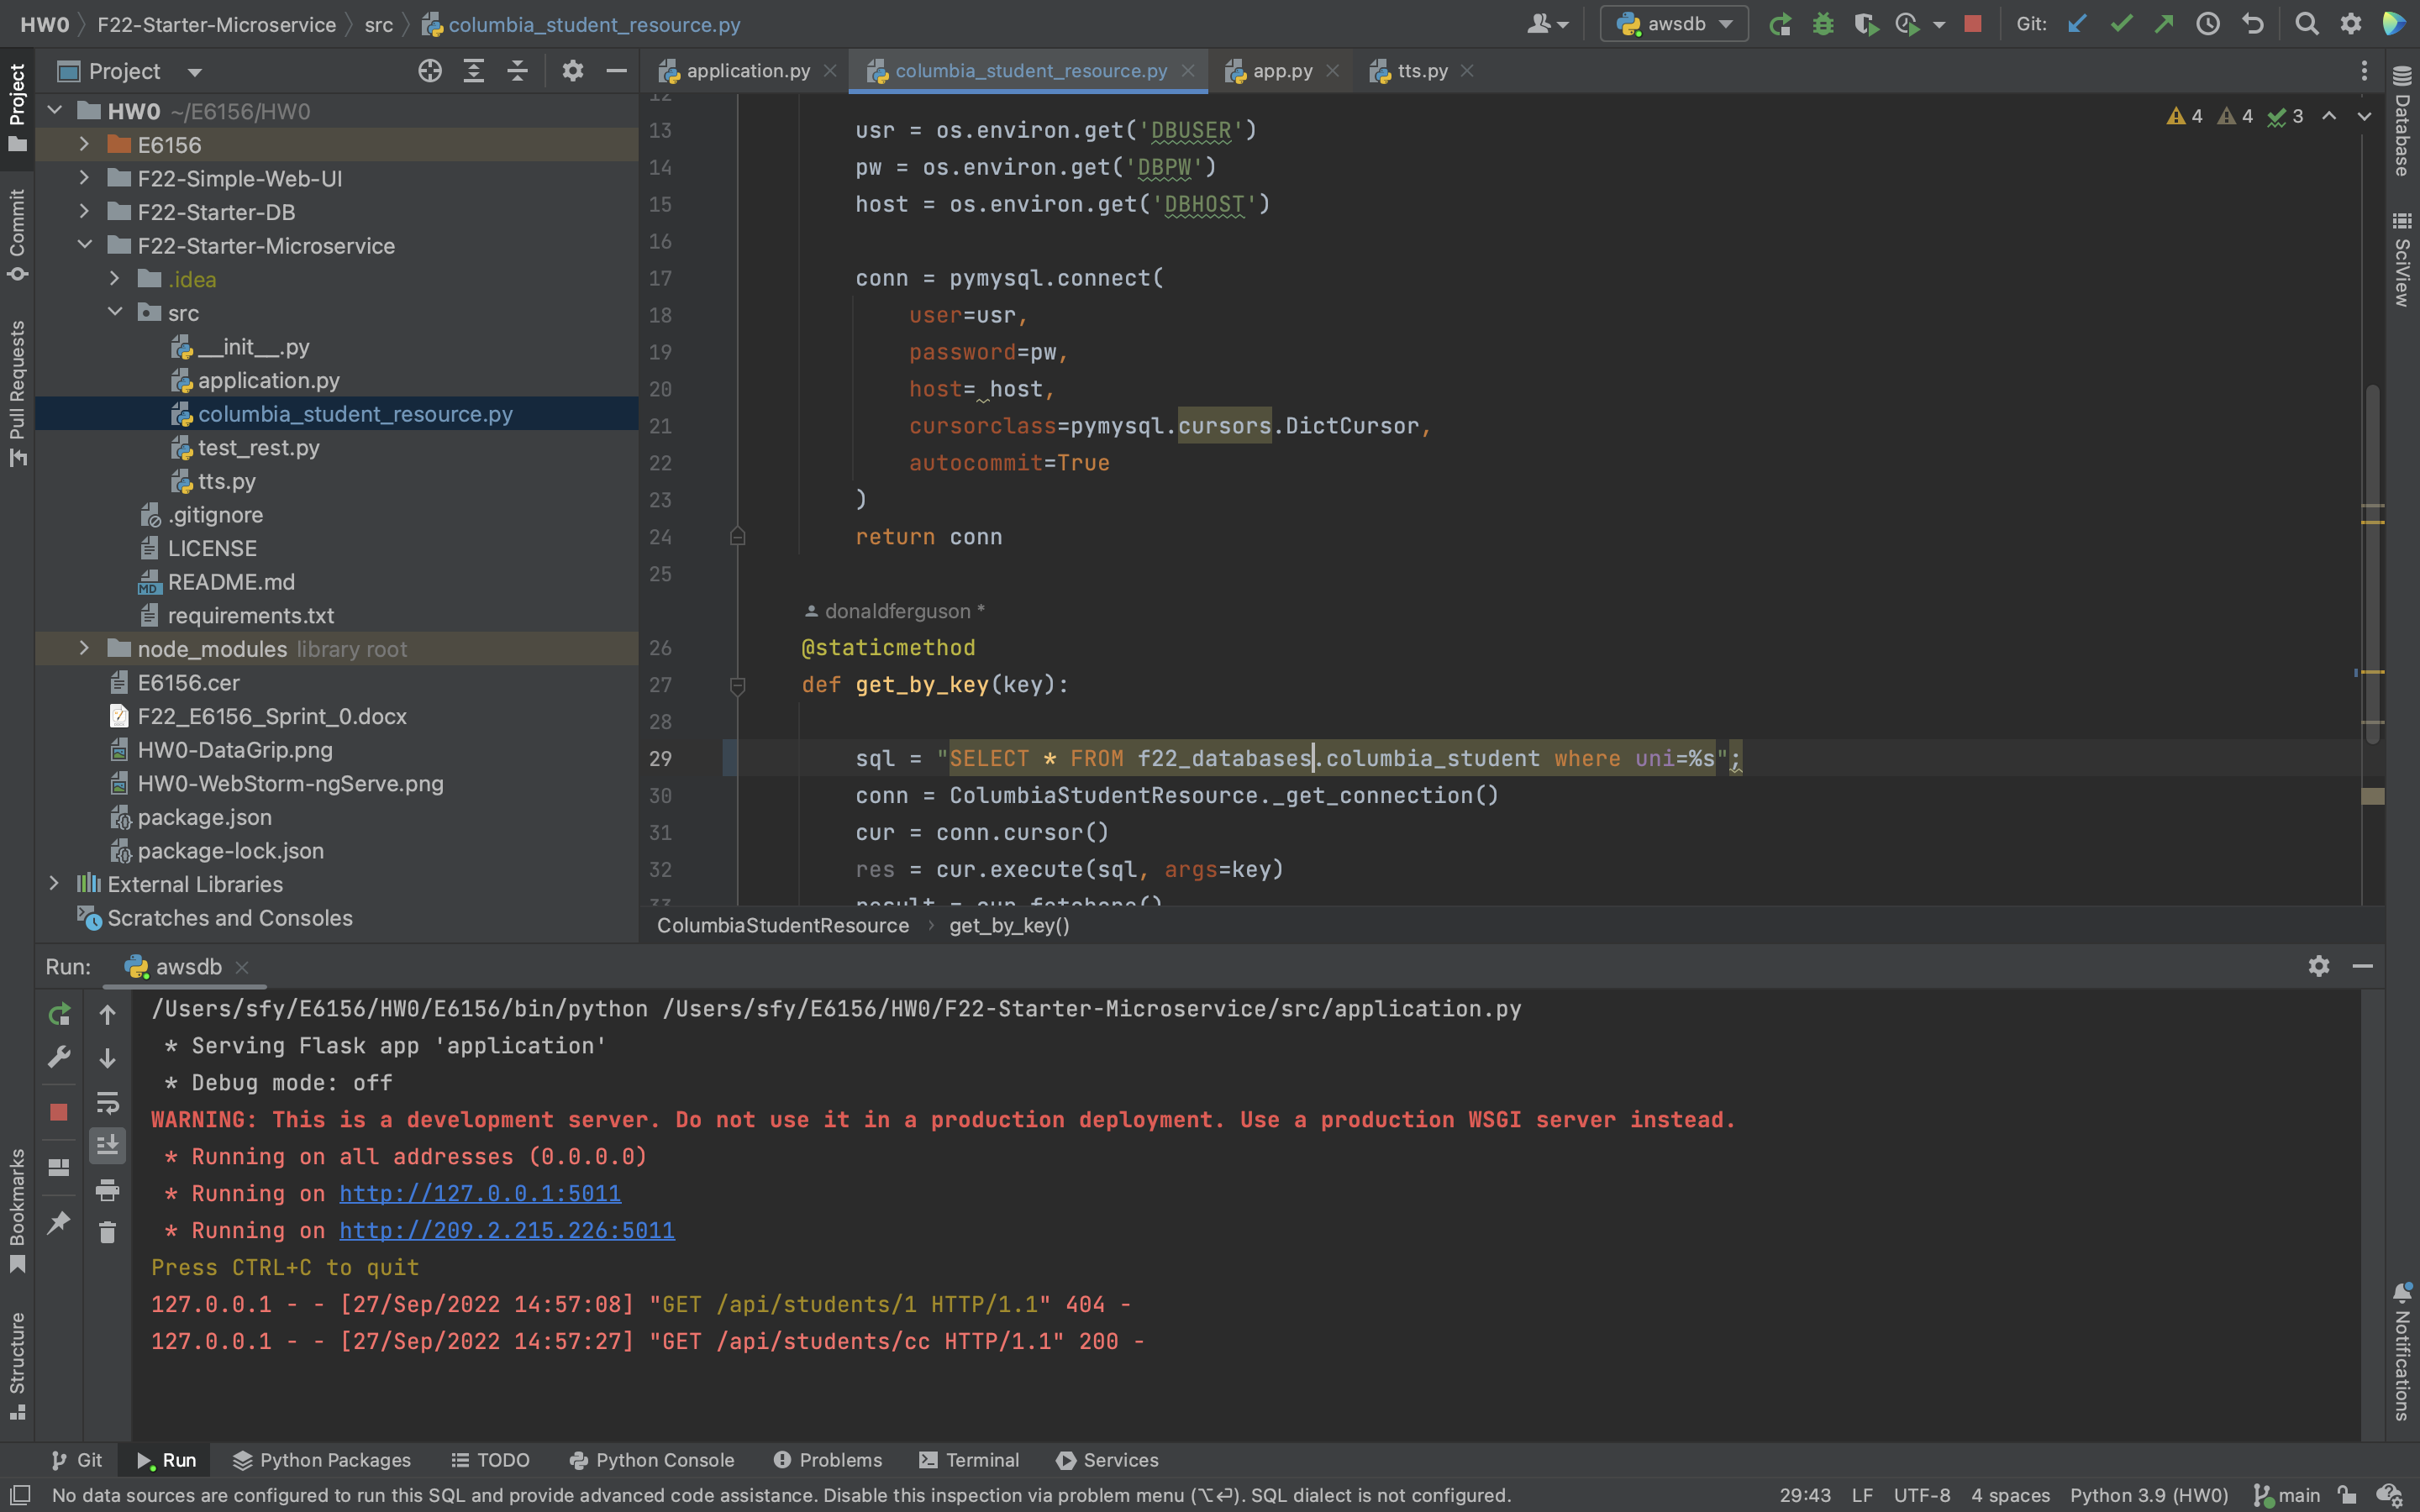 HW0 F22-Starter-Microservice src columbia_student_resource.py awsdb Git:
Project
application.py columbia_student_resource.py app.py tts.py
Project
Commit
Pull Requests
Bookmarks
Structure
HW0 ~/E6156/HW0
E6156
F22-Simple-Web-UI
F22-Starter-DB
F22-Starter-Microservice
.idea
src
__init__.py
application.py
columbia_student_resource.py
test_rest.py
tts.py
.gitignore
LICENSE
README.md
requirements.txt
node_modules library root
E6156.cer
F22_E6156_Sprint_0.docx
HW0-DataGrip.png
HW0-WebStorm-ngServe.png
package.json
package-lock.json
External Libraries
Scratches and Consoles
4 4 3
12
13 usr = os.environ.get('DBUSER')
14 pw = os.environ.get('DBPW')
15 host = os.environ.get('DBHOST')
16
17 conn = pymysql.connect(
18 user=usr,
19 password=pw,
20 host= host,
21 cursorclass=pymysql.cursors.DictCursor,
22 autocommit=True
23 )
24 return conn
25
donaldferguson *
26 @staticmethod
27 def get_by_key(key):
28
29 sql = "SELECT * FROM f22_databases.columbia_student where uni=%s";
30 conn = ColumbiaStudentResource._get_connection()
31 cur = conn.cursor()
32 res = cur.execute(sql, args=key)
33 result = cur.fetchone()
ColumbiaStudentResource get_by_key()
Database
SciView
Notifications
Run: awsdb
/Users/sfy/E6156/HW0/E6156/bin/python /Users/sfy/E6156/HW0/F22-Starter-Microservice/src/application.py
* Serving Flask app 'application'
* Debug mode: off
WARNING: This is a development server. Do not use it in a production deployment. Use a production WSGI server instead.
* Running on all addresses (0.0.0.0)
* Running on http://127.0.0.1:5011
* Running on http://209.2.215.226:5011
Press CTRL+C to quit
127.0.0.1 - - [27/Sep/2022 14:57:08] "GET /api/students/1 HTTP/1.1" 404 -
127.0.0.1 - - [27/Sep/2022 14:57:27] "GET /api/students/cc HTTP/1.1" 200 -
Git Run Python Packages TODO Python Console Problems Terminal Services
No data sources are configured to run this SQL and provide advanced code assistance. Disable this inspection via problem menu (⌥⏎). SQL dialect is not configured. 29:43 LF UTF-8 4 spaces Python 3.9 (HW0) main